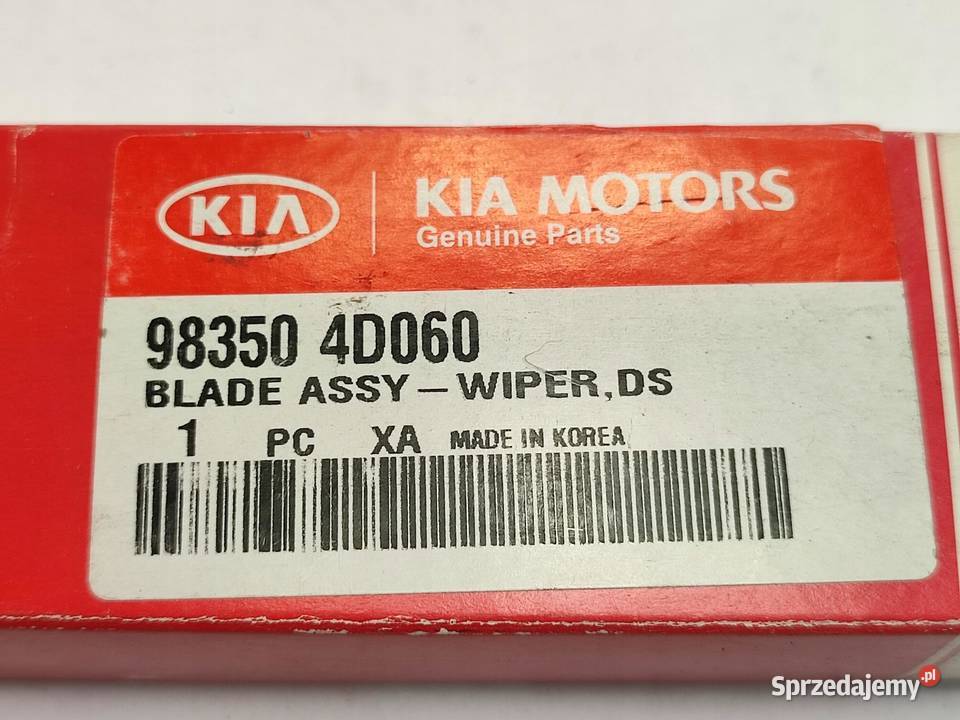 KIA
KIA MOTORS
Genuine Parts
98350 4D060
BLADE ASSY – WIPER,DS
1 PC XA MADE IN KOREA
Sprzedajemy.pl